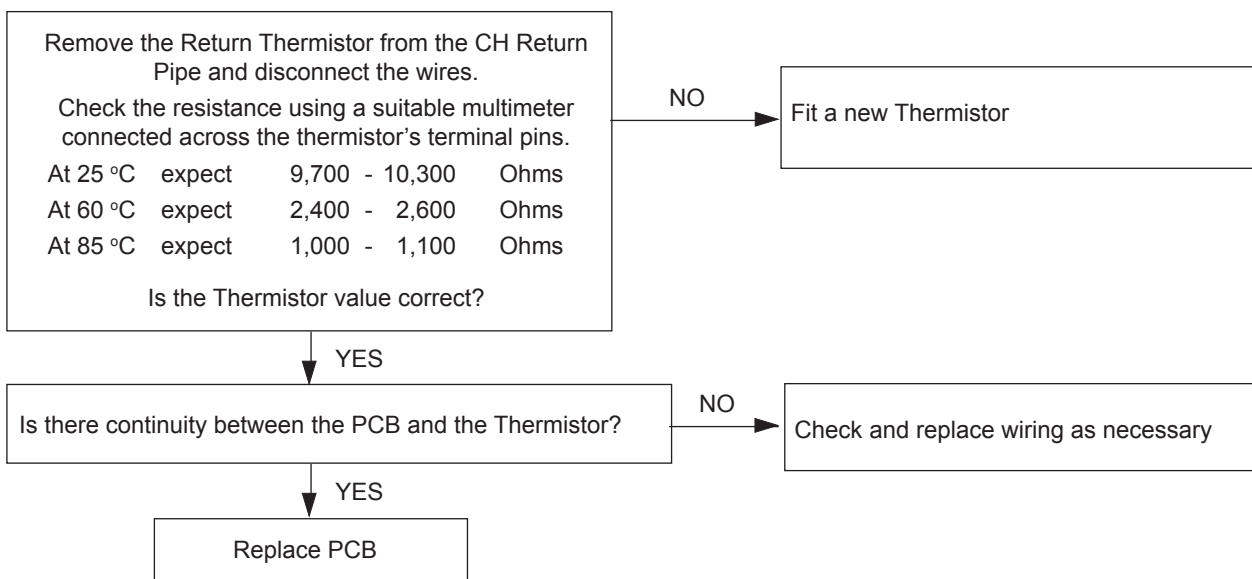 Remove the Return Thermistor from the CH Return
Pipe and disconnect the wires.
Check the resistance using a suitable multimeter
connected across the thermistor’s terminal pins.
At 25 ºC expect 9,700 - 10,300 Ohms
At 60 ºC expect 2,400 - 2,600 Ohms
At 85 ºC expect 1,000 - 1,100 Ohms
Is the Thermistor value correct?
NO
Fit a new Thermistor
YES
Is there continuity between the PCB and the Thermistor?
NO
Check and replace wiring as necessary
YES
Replace PCB